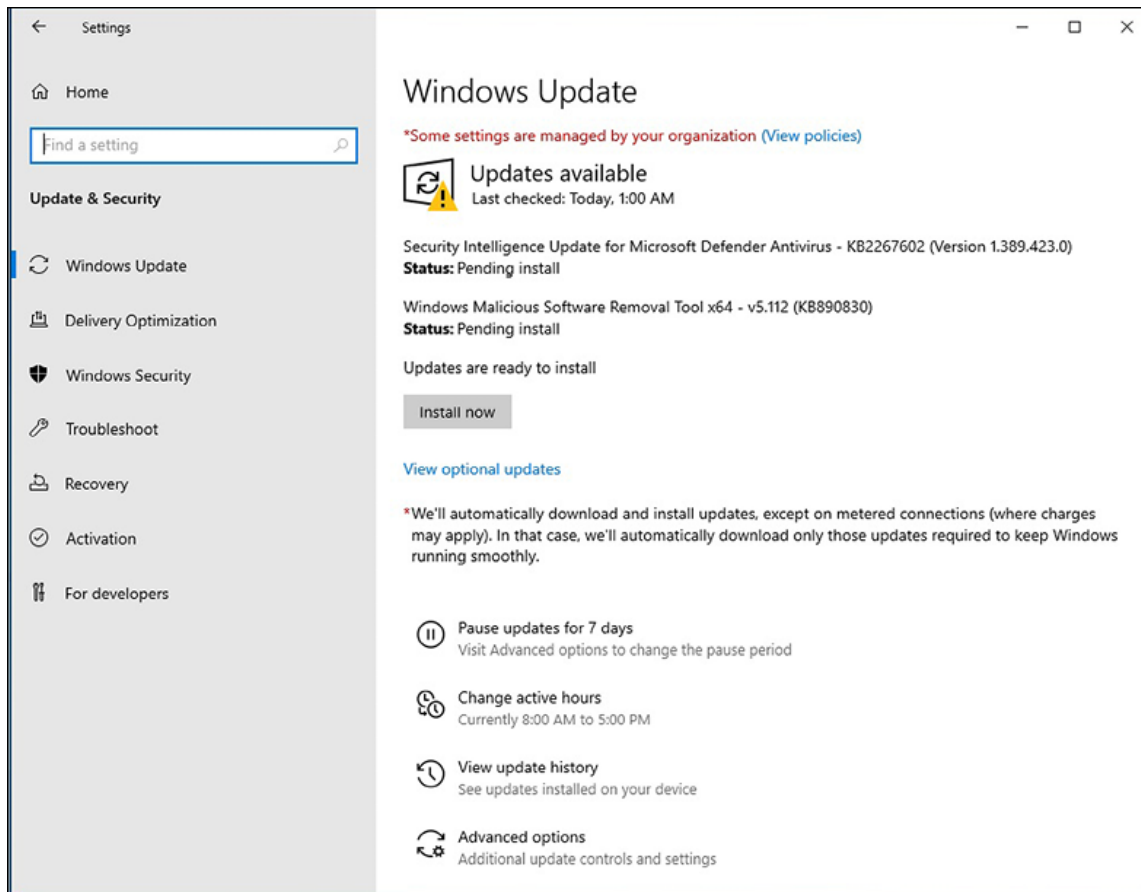 Settings
Home
Find a setting
Update & Security
Windows Update
Delivery Optimization
Windows Security
Troubleshoot
Recovery
Activation
For developers
Windows Update
*Some settings are managed by your organization (View policies)
Updates available
Last checked: Today, 1:00 AM
Security Intelligence Update for Microsoft Defender Antivirus - KB2267602 (Version 1.389.423.0)
Status: Pending install
Windows Malicious Software Removal Tool x64 - v5.112 (KB890830)
Status: Pending install
Updates are ready to install
Install now
View optional updates
*We'll automatically download and install updates, except on metered connections (where charges
may apply). In that case, we'll automatically download only those updates required to keep Windows
running smoothly.
Pause updates for 7 days
Visit Advanced options to change the pause period
Change active hours
Currently 8:00 AM to 5:00 PM
View update history
See updates installed on your device
Advanced options
Additional update controls and settings